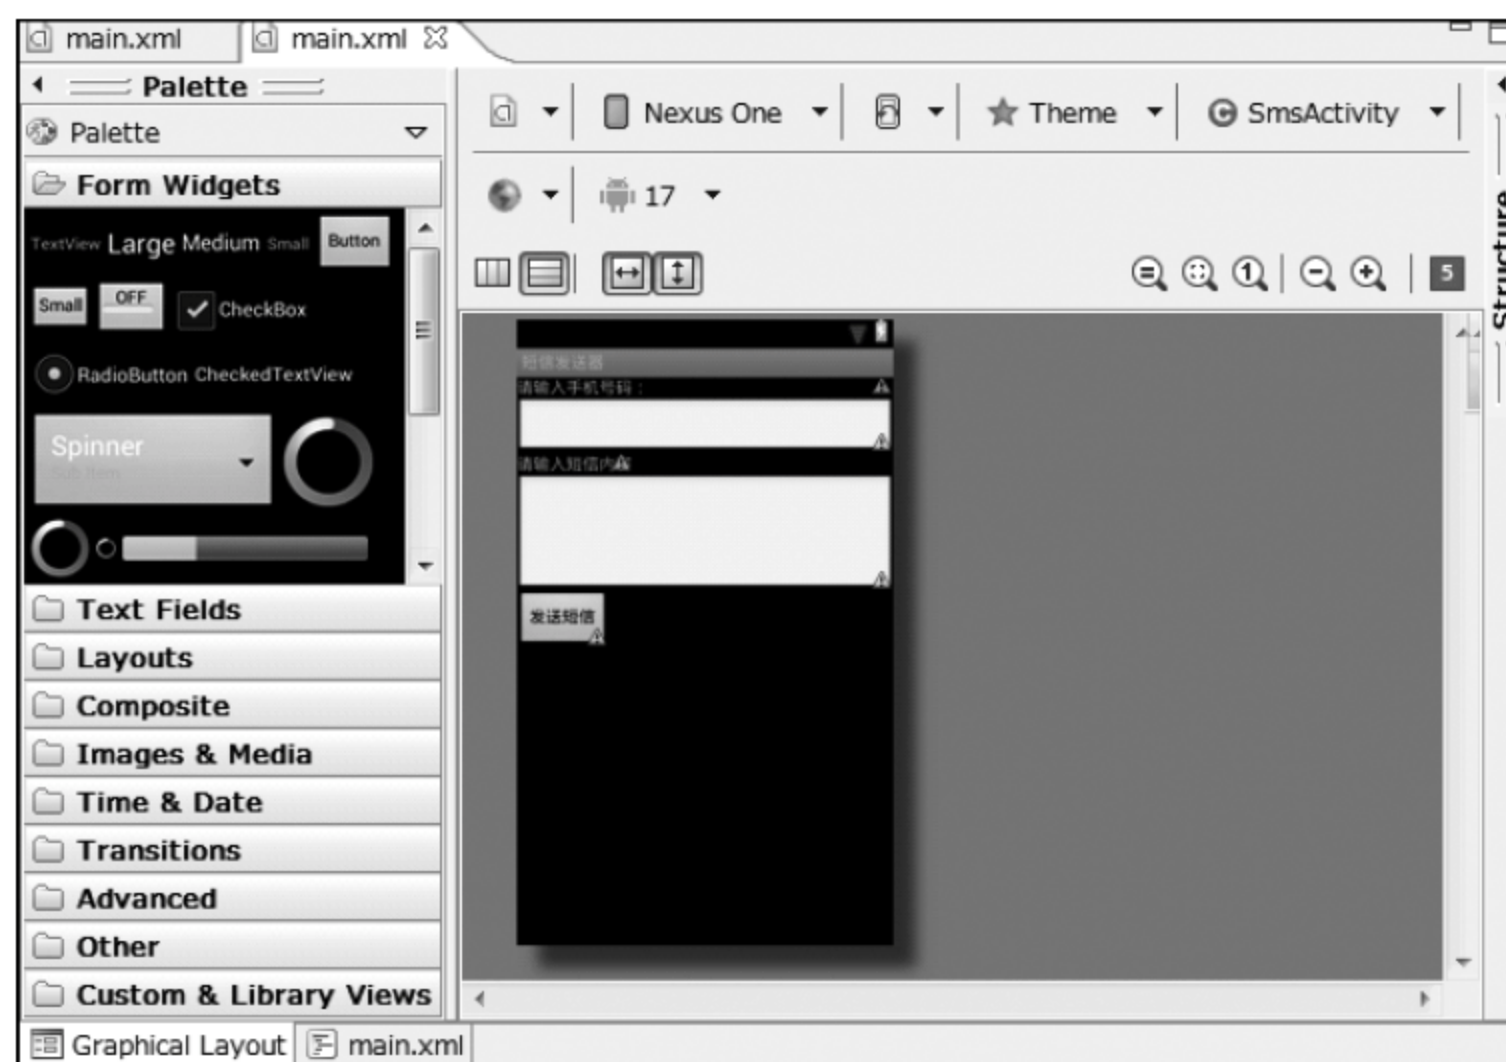 main.xml
main.xml
Palette
Palette
Form Widgets
TextView Large Medium Small Button
Small OFF CheckBox
RadioButton CheckedTextView
Spinner
Sub Item
Text Fields
Layouts
Composite
Images & Media
Time & Date
Transitions
Advanced
Other
Custom & Library Views
Graphical Layout
main.xml
Nexus One
Theme
SmsActivity
17
1
5
短信发送器
请输入手机号码：
请输入短信内
发送短信
Structure